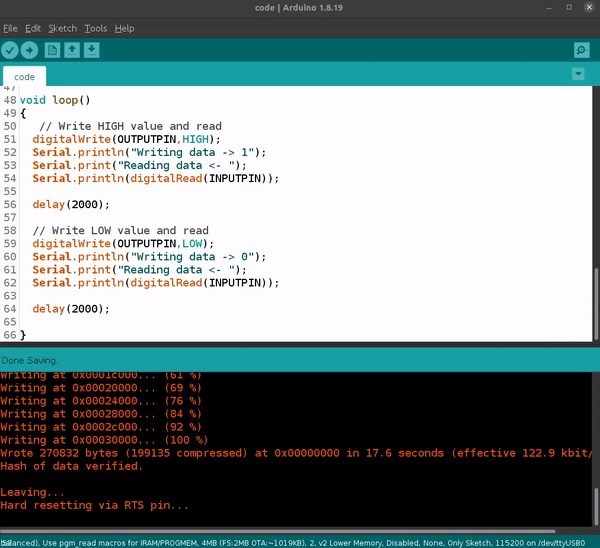 code | Arduino 1.8.19
File Edit Sketch Tools Help
code
47
48 void loop()
49 {
50 // Write HIGH value and read
51 digitalWrite(OUTPUTPIN,HIGH);
52 Serial.println("Writing data -> 1");
53 Serial.print("Reading data <- ");
54 Serial.println(digitalRead(INPUTPIN));
55
56 delay(2000);
57
58 // Write LOW value and read
59 digitalWrite(OUTPUTPIN,LOW);
60 Serial.println("Writing data -> 0");
61 Serial.print("Reading data <- ");
62 Serial.println(digitalRead(INPUTPIN));
63
64 delay(2000);
65
66 }
Done Saving.
Writing at 0x0001c000... (61 %)
Writing at 0x00020000... (69 %)
Writing at 0x00024000... (76 %)
Writing at 0x00028000... (84 %)
Writing at 0x0002c000... (92 %)
Writing at 0x00030000... (100 %)
Wrote 270832 bytes (199135 compressed) at 0x00000000 in 17.6 seconds (effective 122.9 kbit/
Hash of data verified.
Leaving...
Hard resetting via RTS pin...
balanced), Use pgm_read macros for IRAM/PROGMEM, 4MB (FS:2MB OTA:~1019KB), 2, v2 Lower Memory, Disabled, None, Only Sketch, 115200 on /dev/ttyUSB0